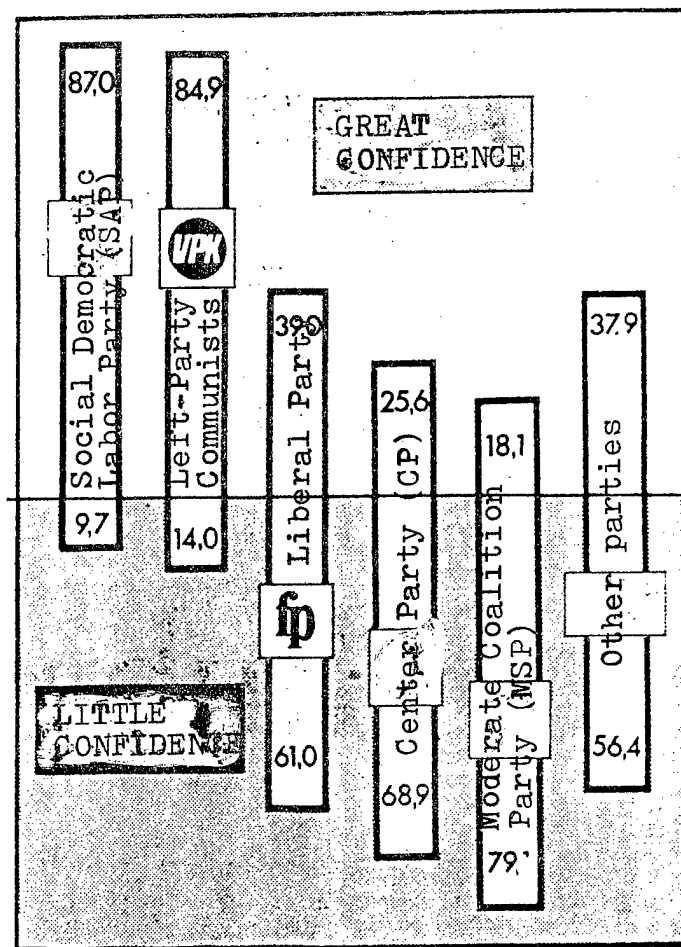 87,0
84,9
GREAT
CONFIDENCE
Social Democratic
Labor Party (SAP)
VPK
Left-Party
Communists
39,0
37.9
Liberal Party
25,6
Center Party (CP)
18,1
Moderate Coalition
Party (MSP)
Other parties
9,7
14,0
fp
LITTLE
CONFIDENCE
61,0
68,9
56,4